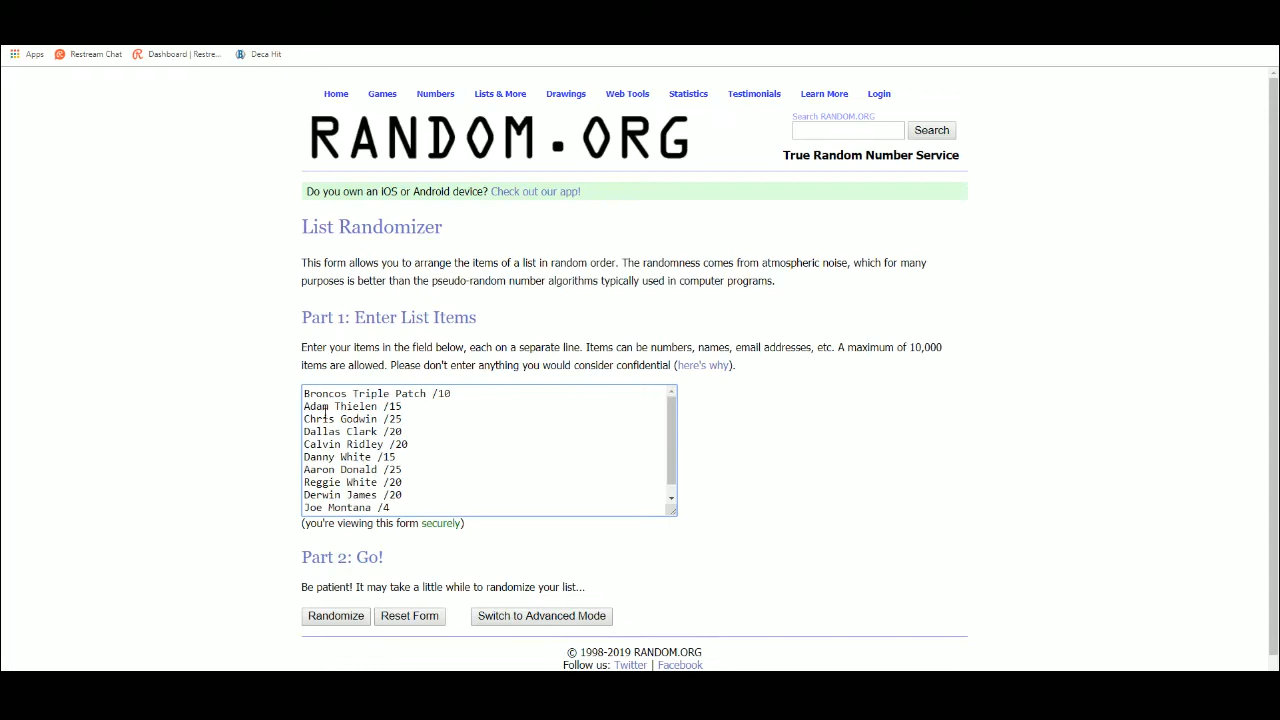 Apps Restream Chat Dashboard (Restre... Deca Hit
Home Games Numbers Lists & More Drawings Web Tools Statistics Testimonials Learn More Login
RANDOM.ORG
Search RANDOM.ORG
Search
True Random Number Service
Do you own an iOS or Android device? Check out our app!
List Randomizer
This form allows you to arrange the items of a list in random order. The randomness comes from atmospheric noise, which for many
purposes is better than the pseudo-random number algorithms typically used in computer programs.
Part 1: Enter List Items
Enter your items in the field below, each on a separate line. Items can be numbers, names, email addresses, etc. A maximum of 10,000
items are allowed. Please don't enter anything you would consider confidential (here's why).
Broncos Triple Patch /10
Adam Thielen /15
Chris Godwin /25
Dallas Clark /20
Calvin Ridley /20
Danny White /15
Aaron Donald /25
Reggie White /20
Derwin James /20
Joe Montana /4
(you're viewing this form securely)
Part 2: Go!
Be patient! It may take a little while to randomize your list...
Randomize Reset Form Switch to Advanced Mode
© 1998-2019 RANDOM.ORG
Follow us: Twitter | Facebook